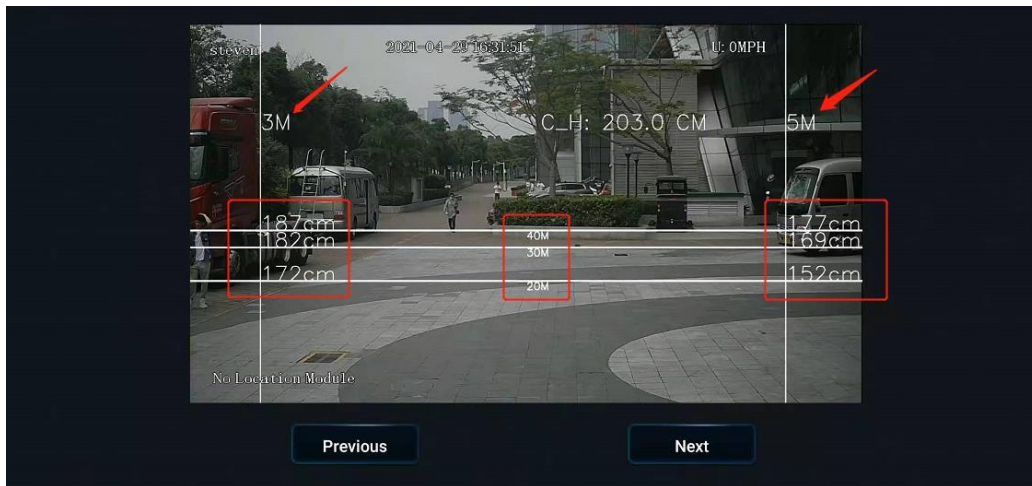 steven 2021-04-29 16:31:51 U: 0MPH
3M C_H: 203.0 CM 5M
187cm 40M 177cm
182cm 30M 169cm
172cm 20M 152cm
No Location Module
Previous Next